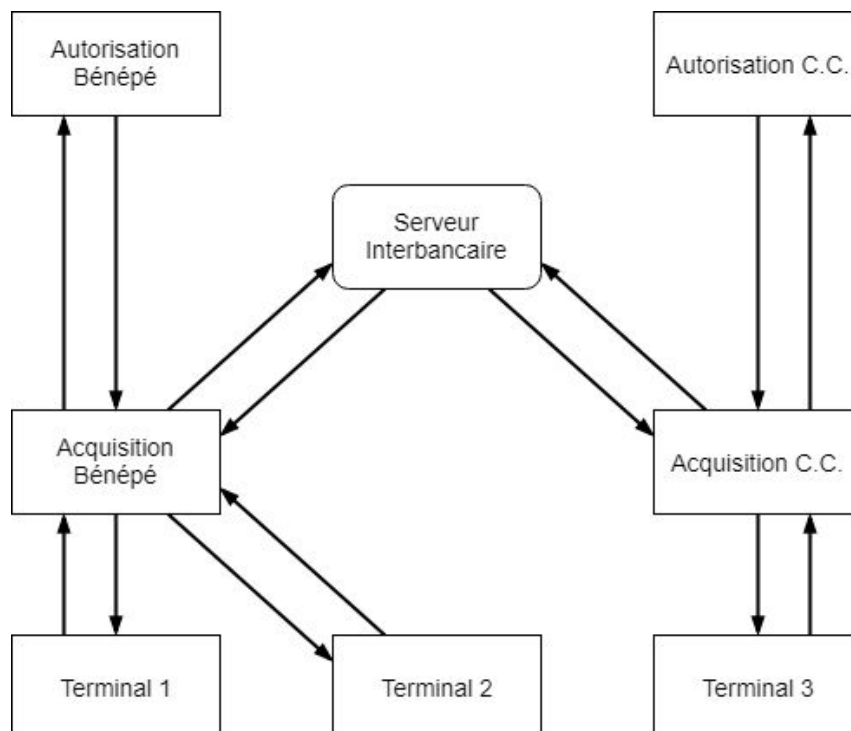 Autorisation
Bénépé
Autorisation C.C.
Serveur
Interbancaire
Acquisition
Bénépé
Acquisition C.C.
Terminal 1
Terminal 2
Terminal 3